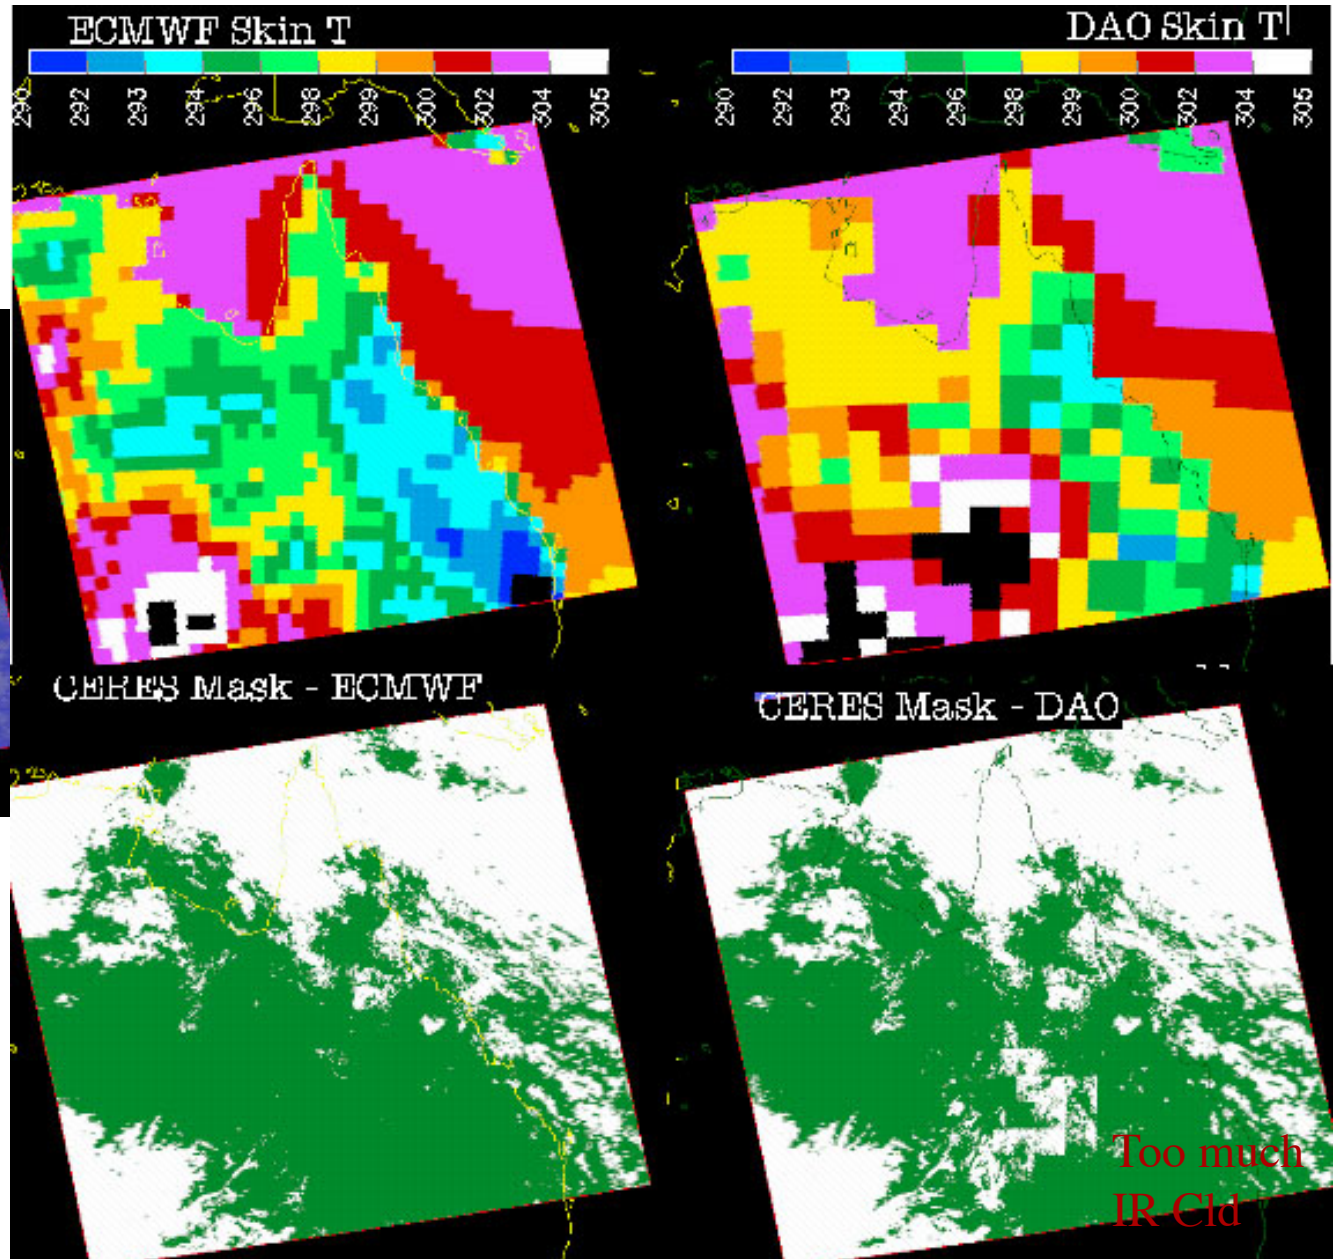 ECMWF Skin T
DAO Skin T
290 292 293 294 296 298 299 300 302 304 305
290 292 293 294 296 298 299 300 302 304 305
CERES Mask - ECMWF
CERES Mask - DAO
Too much
IR Cld